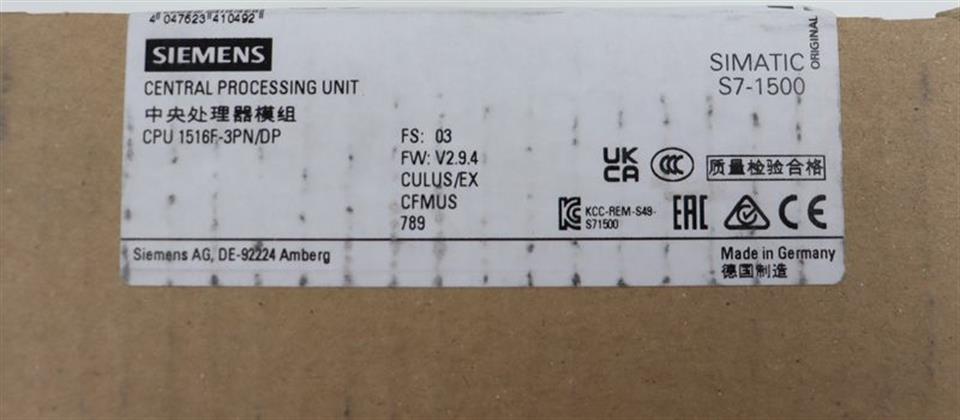 4 047623 410492
SIEMENS
SIMATIC
S7-1500
ORIGINAL
CENTRAL PROCESSING UNIT
中央处理器模组
CPU 1516F-3PN/DP
FS: 03
FW: V2.9.4
CULUS/EX
CFMUS
789
UK
CA
CCC
质量检验合格
KCC-REM-S49-
S71500
EAC
CE
Siemens AG, DE-92224 Amberg
Made in Germany
德国制造